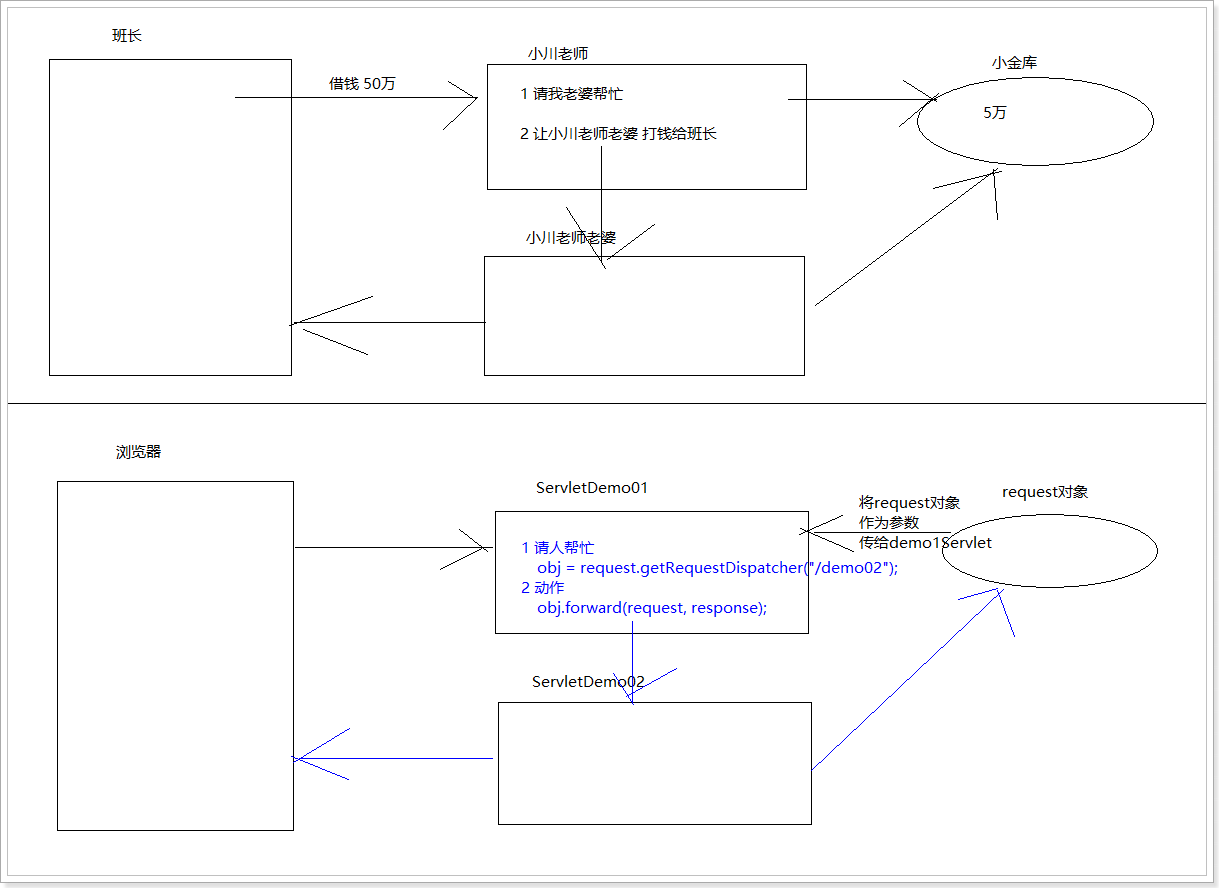 班长
小川老师
小金库
借钱 50万
1 请我老婆帮忙
5万
2 让小川老师老婆 打钱给班长
小川老师老婆
浏览器
ServletDemo01
request对象
将request对象
作为参数
传给demo1Servlet
1 请人帮忙
obj = request.getRequestDispatcher("/demo02");
2 动作
obj.forward(request, response);
ServletDemo02